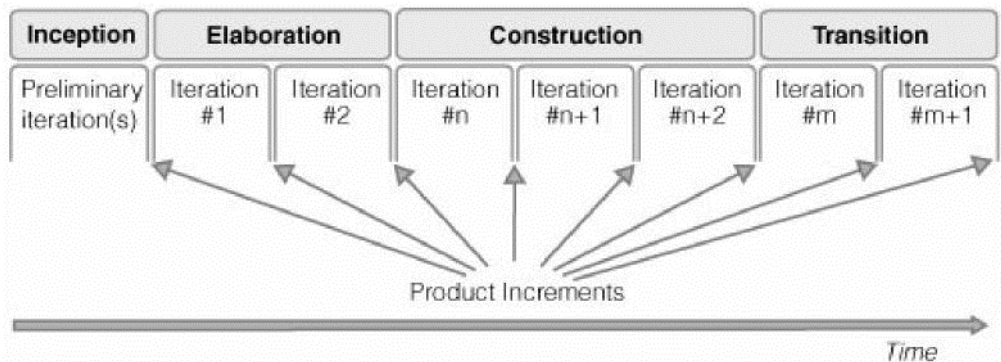 Inception Elaboration Construction Transition
Preliminary Iteration Iteration Iteration Iteration Iteration Iteration Iteration
iteration(s) #1 #2 #n #n+1 #n+2 #m #m+1
Product Increments
Time